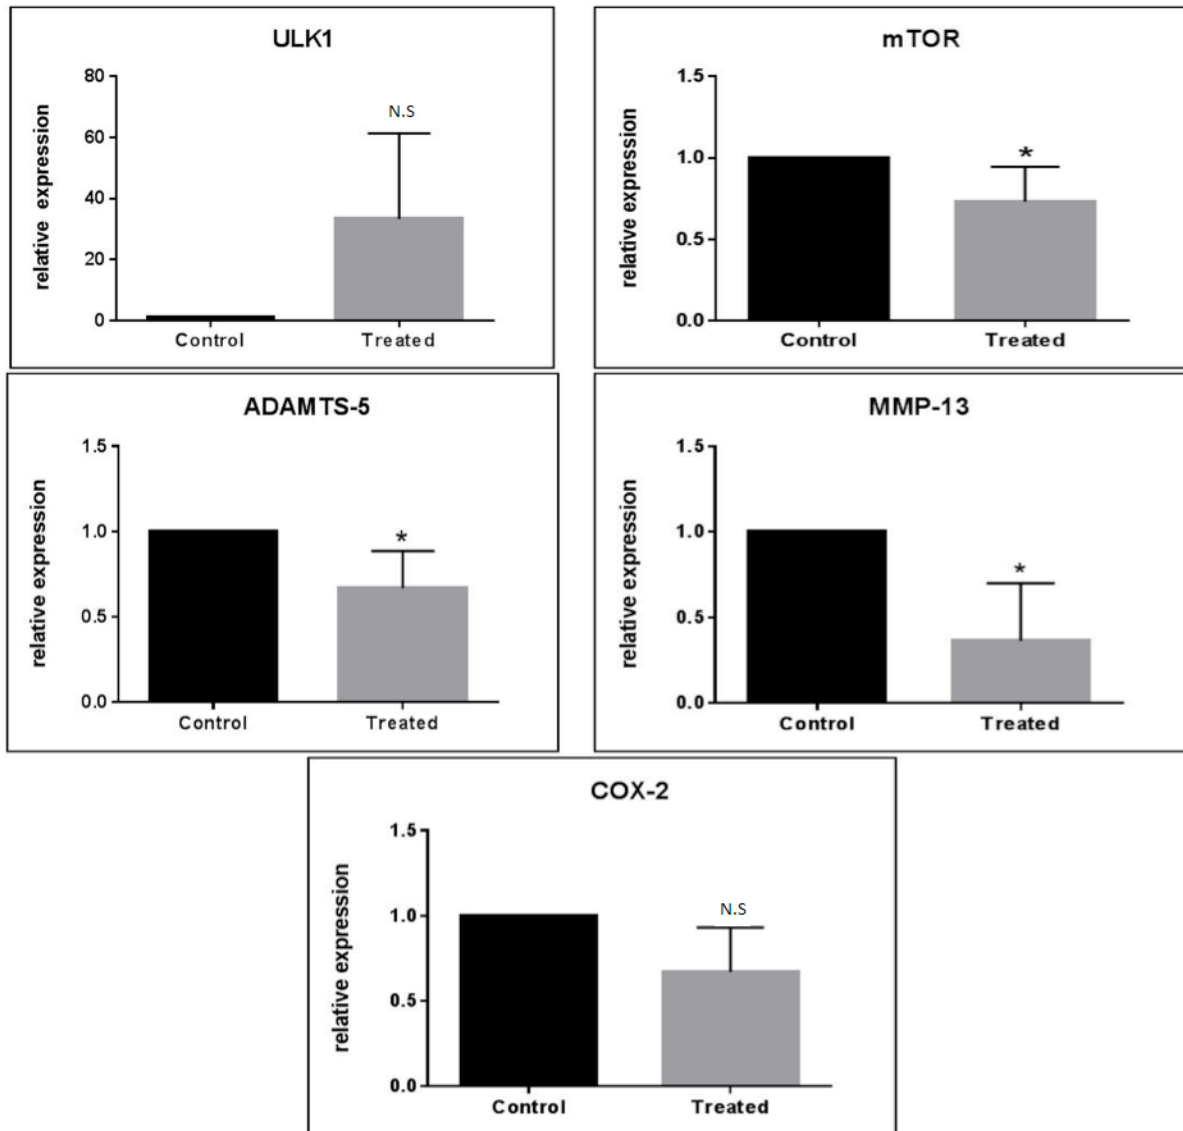 ULK1
relative expression
80
60
40
20
0
N.S
Control Treated
mTOR
relative expression
1.5
1.0
0.5
0.0
*
Control Treated
ADAMTS-5
relative expression
1.5
1.0
0.5
0.0
*
Control Treated
MMP-13
relative expression
1.5
1.0
0.5
0.0
*
Control Treated
COX-2
relative expression
1.5
1.0
0.5
0.0
N.S
Control Treated